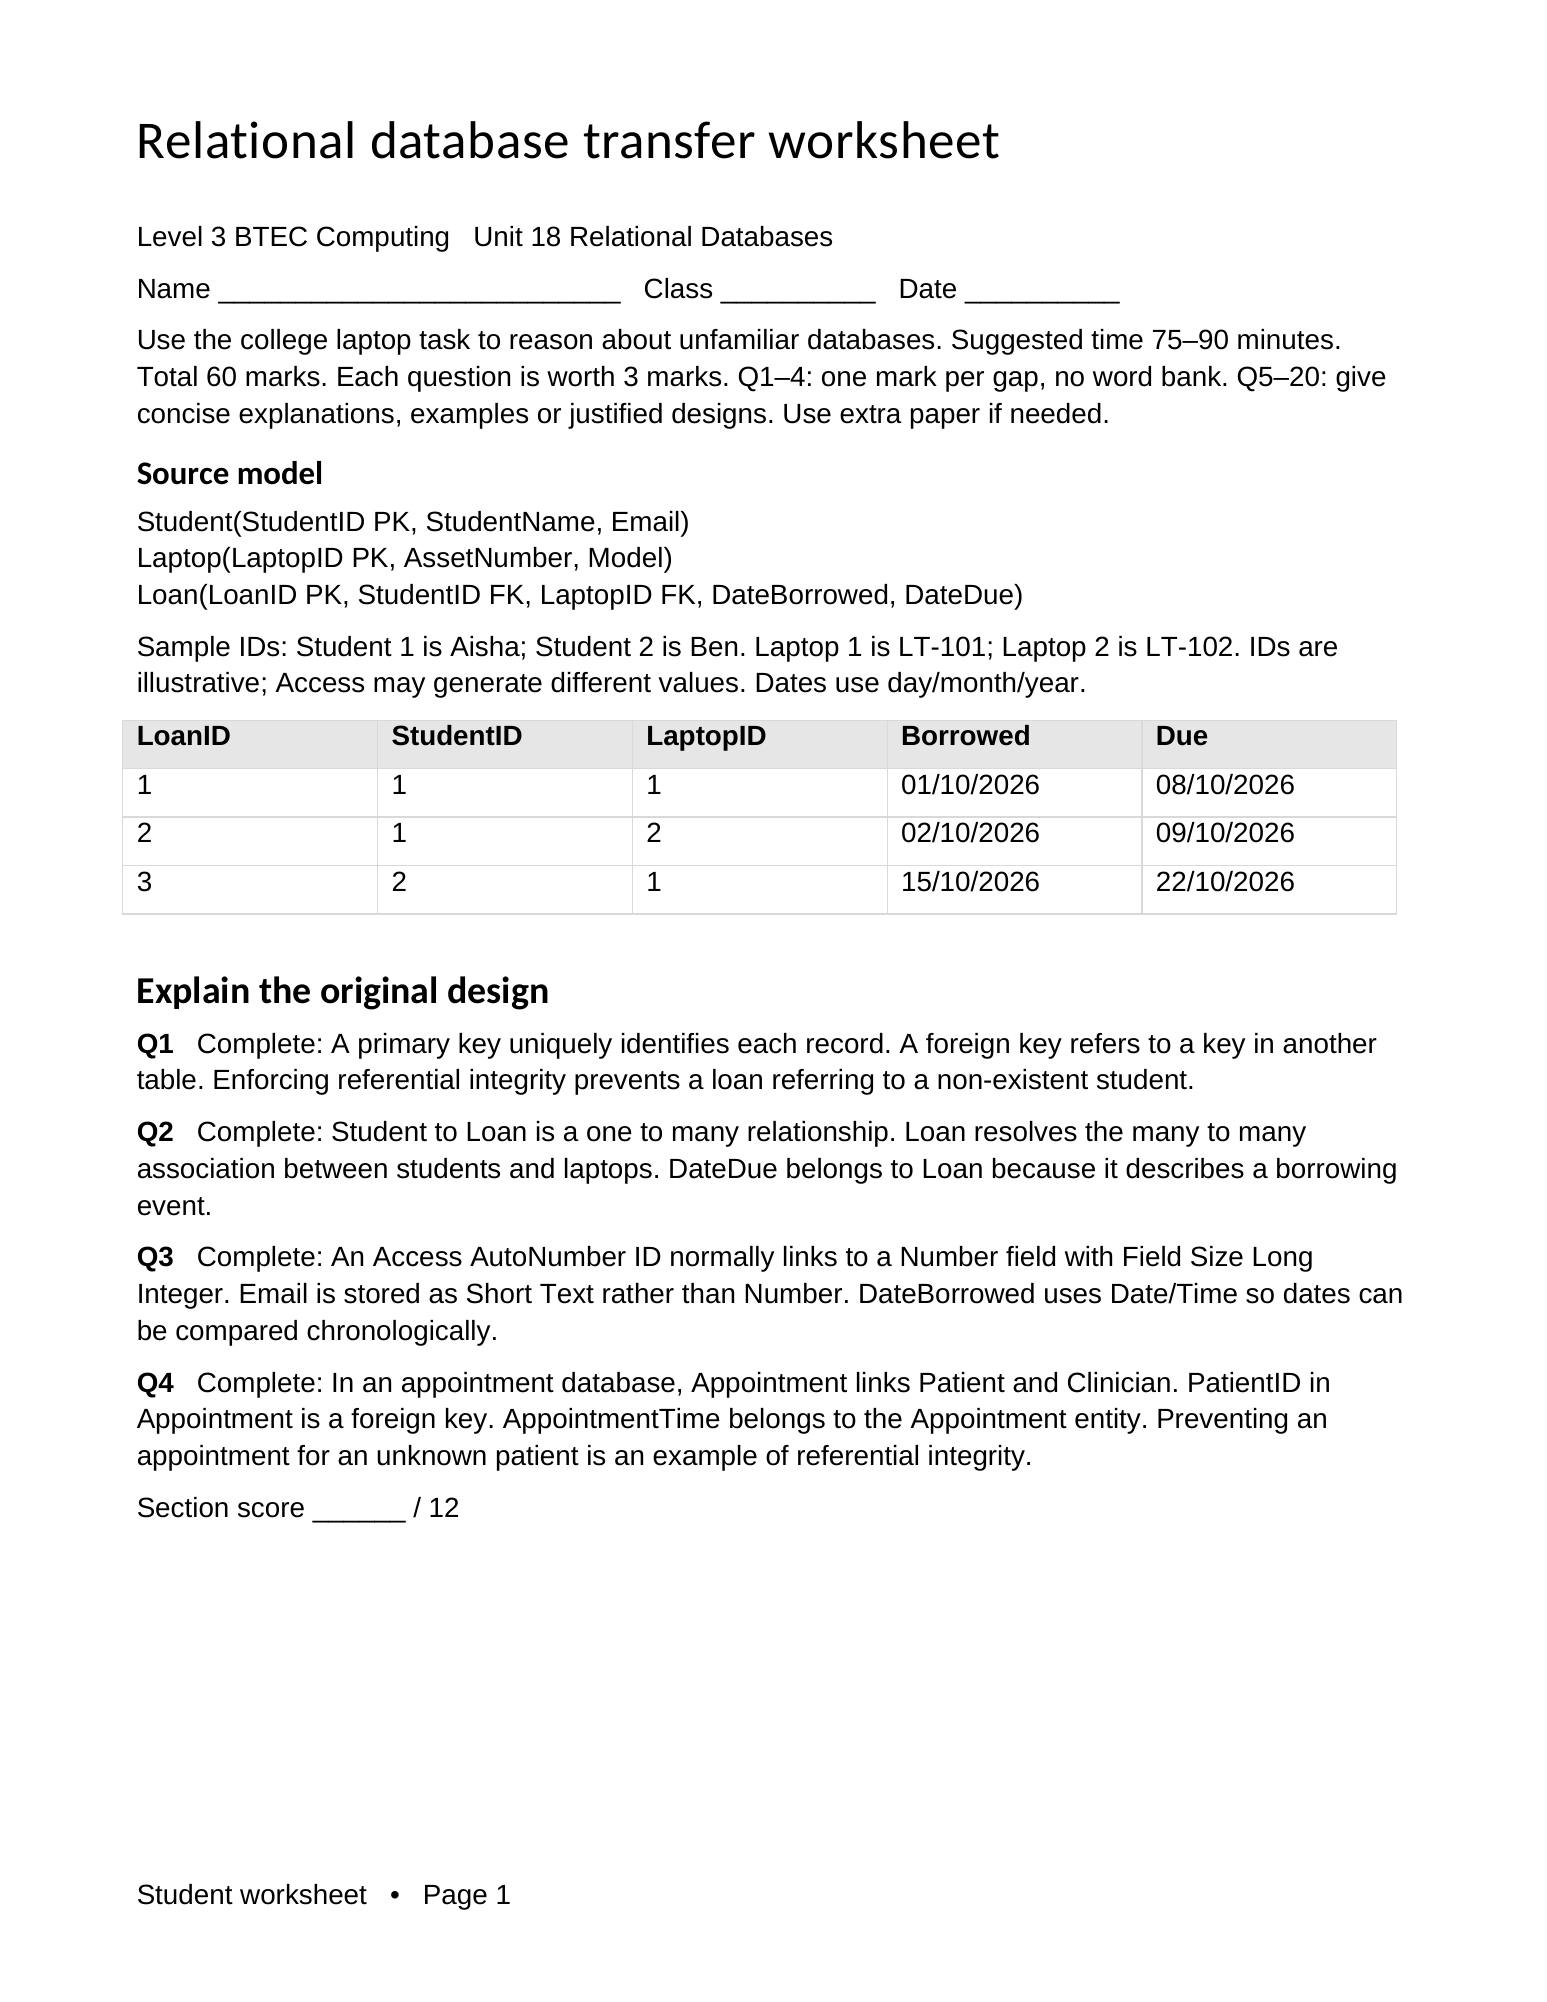 Relational database transfer worksheet
Level 3 BTEC Computing   Unit 18 Relational Databases
Name __________________________   Class __________   Date __________
Use the college laptop task to reason about unfamiliar databases. Suggested time 75–90 minutes.
Total 60 marks. Each question is worth 3 marks. Q1–4: one mark per gap, no word bank. Q5–20: give
concise explanations, examples or justified designs. Use extra paper if needed.
Source model
Student(StudentID PK, StudentName, Email)
Laptop(LaptopID PK, AssetNumber, Model)
Loan(LoanID PK, StudentID FK, LaptopID FK, DateBorrowed, DateDue)
Sample IDs: Student 1 is Aisha; Student 2 is Ben. Laptop 1 is LT-101; Laptop 2 is LT-102. IDs are
illustrative; Access may generate different values. Dates use day/month/year.
LoanID StudentID LaptopID Borrowed Due
1 1 1 01/10/2026 08/10/2026
2 1 2 02/10/2026 09/10/2026
3 2 1 15/10/2026 22/10/2026
Explain the original design
Q1   Complete: A primary key uniquely identifies each record. A foreign key refers to a key in another
table. Enforcing referential integrity prevents a loan referring to a non-existent student.
Q2   Complete: Student to Loan is a one to many relationship. Loan resolves the many to many
association between students and laptops. DateDue belongs to Loan because it describes a borrowing
event.
Q3   Complete: An Access AutoNumber ID normally links to a Number field with Field Size Long
Integer. Email is stored as Short Text rather than Number. DateBorrowed uses Date/Time so dates can
be compared chronologically.
Q4   Complete: In an appointment database, Appointment links Patient and Clinician. PatientID in
Appointment is a foreign key. AppointmentTime belongs to the Appointment entity. Preventing an
appointment for an unknown patient is an example of referential integrity.
Section score ______ / 12
Student worksheet   •   Page 1